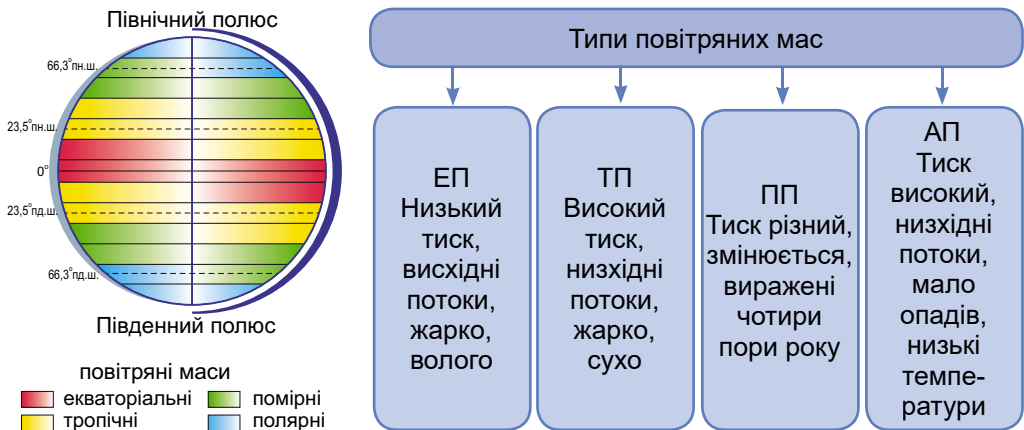 Північний полюс
66,3°пн.ш.
23,5°пн.ш.
0°
23,5°пд.ш.
66,3°пд.ш.
Південний полюс
повітряні маси
екваторіальні
помірні
тропічні
полярні
Типи повітряних мас
ЕП
Низький
тиск,
висхідні
потоки,
жарко,
волого
ТП
Високий
тиск,
низхідні
потоки,
жарко,
сухо
ПП
Тиск різний,
змінюється,
виражені
чотири
пори року
АП
Тиск
високий,
низхідні
потоки,
мало
опадів,
низькі
темпе-
ратури